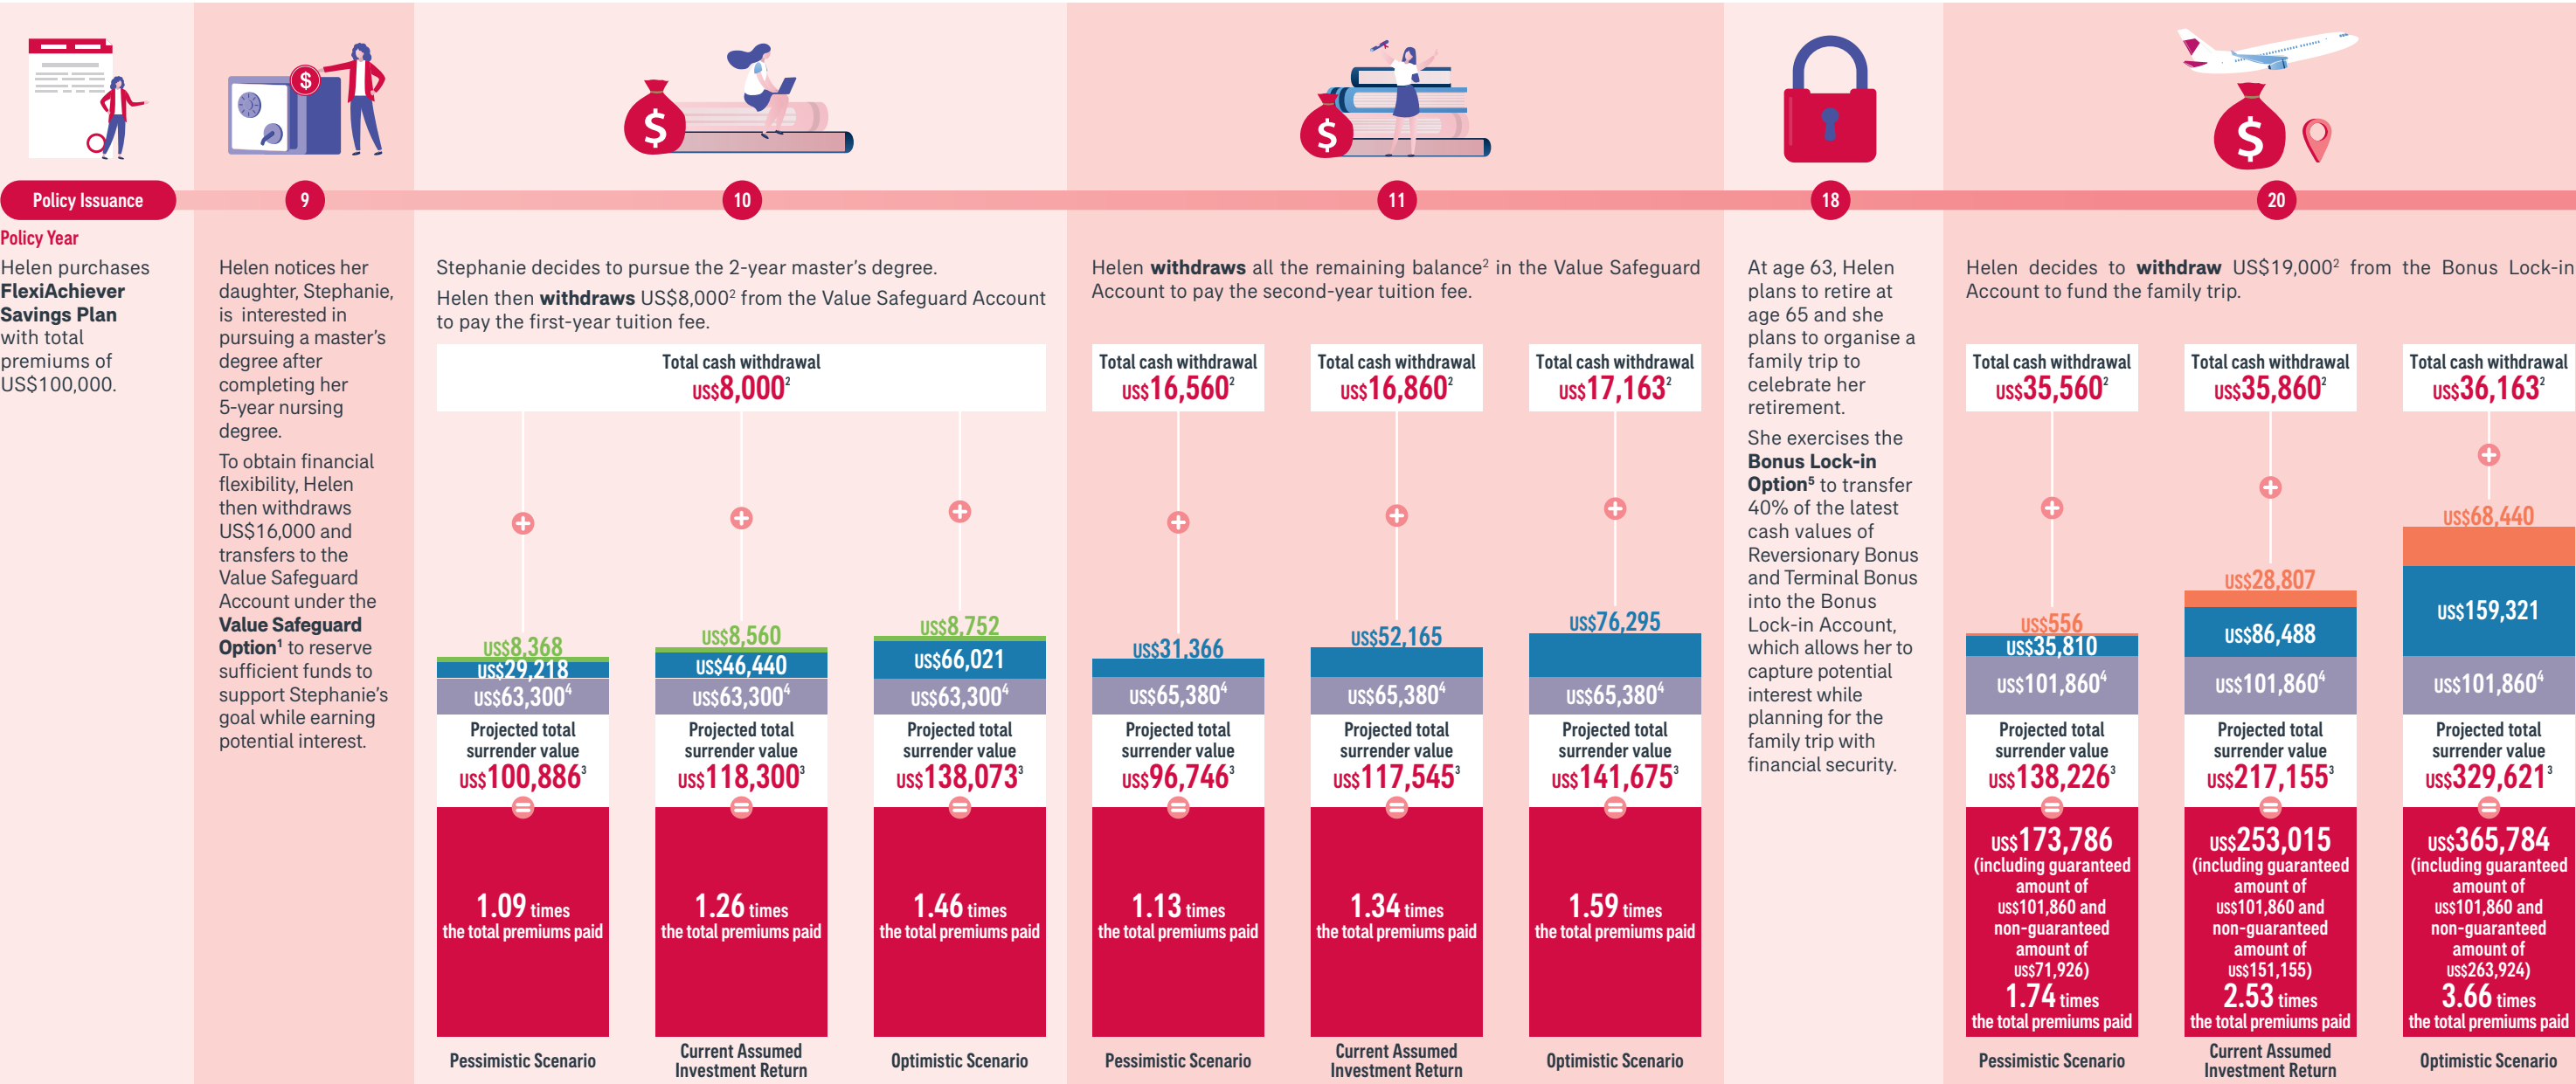 $
$
$
$
Policy Issuance
9
10
11
18
20
Policy Year
Helen purchases
FlexiAchiever
Savings Plan
with total
premiums of
US$100,000.
Helen notices her
daughter, Stephanie,
is interested in
pursuing a master's
degree after
completing her
5-year nursing
degree.
To obtain financial
flexibility, Helen
then withdraws
US$16,000 and
transfers to the
Value Safeguard
Account under the
Value Safeguard
Option¹ to reserve
sufficient funds to
support Stephanie's
goal while earning
potential interest.
Stephanie decides to pursue the 2-year master's degree.
Helen then withdraws US$8,000² from the Value Safeguard Account
to pay the first-year tuition fee.
Total cash withdrawal
US$8,000²
+
US$8,368
US$29,218
US$63,300⁴
Projected total
surrender value
US$100,886³
=
1.09 times
the total premiums paid
Pessimistic Scenario
+
US$8,560
US$46,440
US$63,300⁴
Projected total
surrender value
US$118,300³
=
1.26 times
the total premiums paid
Current Assumed
Investment Return
+
US$8,752
US$66,021
US$63,300⁴
Projected total
surrender value
US$138,073³
=
1.46 times
the total premiums paid
Optimistic Scenario
Helen withdraws all the remaining balance² in the Value Safeguard
Account to pay the second-year tuition fee.
Total cash withdrawal
US$16,560²
+
US$31,366
US$65,380⁴
Projected total
surrender value
US$96,746³
=
1.13 times
the total premiums paid
Pessimistic Scenario
Total cash withdrawal
US$16,860²
+
US$52,165
US$65,380⁴
Projected total
surrender value
US$117,545³
=
1.34 times
the total premiums paid
Current Assumed
Investment Return
Total cash withdrawal
US$17,163²
+
US$76,295
US$65,380⁴
Projected total
surrender value
US$141,675³
=
1.59 times
the total premiums paid
Optimistic Scenario
At age 63, Helen
plans to retire at
age 65 and she
plans to organise a
family trip to
celebrate her
retirement.
She exercises the
Bonus Lock-in
Option⁵ to transfer
40% of the latest
cash values of
Reversionary Bonus
and Terminal Bonus
into the Bonus
Lock-in Account,
which allows her to
capture potential
interest while
planning for the
family trip with
financial security.
Helen decides to withdraw US$19,000² from the Bonus Lock-in
Account to fund the family trip.
Total cash withdrawal
US$35,560²
+
US$556
US$35,810
US$101,860⁴
Projected total
surrender value
US$138,226³
=
US$173,786
(including guaranteed
amount of
US$101,860 and
non-guaranteed
amount of
US$71,926)
1.74 times
the total premiums paid
Pessimistic Scenario
Total cash withdrawal
US$35,860²
+
US$28,807
US$86,488
US$101,860⁴
Projected total
surrender value
US$217,155³
=
US$253,015
(including guaranteed
amount of
US$101,860 and
non-guaranteed
amount of
US$151,155)
2.53 times
the total premiums paid
Current Assumed
Investment Return
Total cash withdrawal
US$36,163²
+
US$68,440
US$159,321
US$101,860⁴
Projected total
surrender value
US$329,621³
=
US$365,784
(including guaranteed
amount of
US$101,860 and
non-guaranteed
amount of
US$263,924)
3.66 times
the total premiums paid
Optimistic Scenario